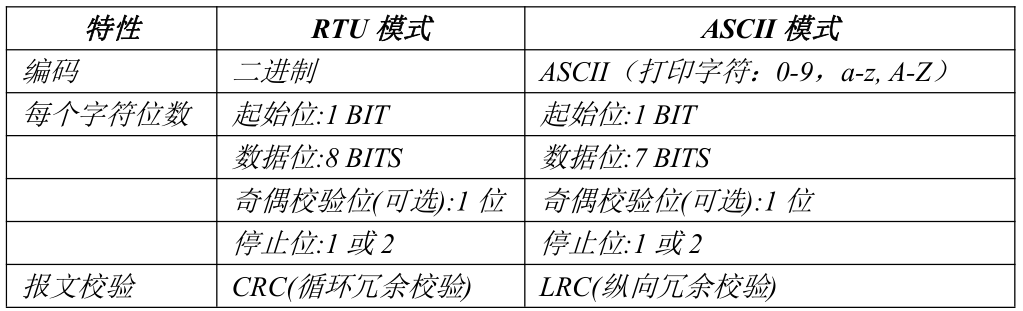 特性 RTU 模式 ASCII 模式
编码 二进制 ASCII（打印字符：0-9，a-z, A-Z）
每个字符位数 起始位:1 BIT 起始位:1 BIT
数据位:8 BITS 数据位:7 BITS
奇偶校验位(可选):1 位 奇偶校验位(可选):1 位
停止位:1 或 2 停止位:1 或 2
报文校验 CRC(循环冗余校验) LRC(纵向冗余校验)